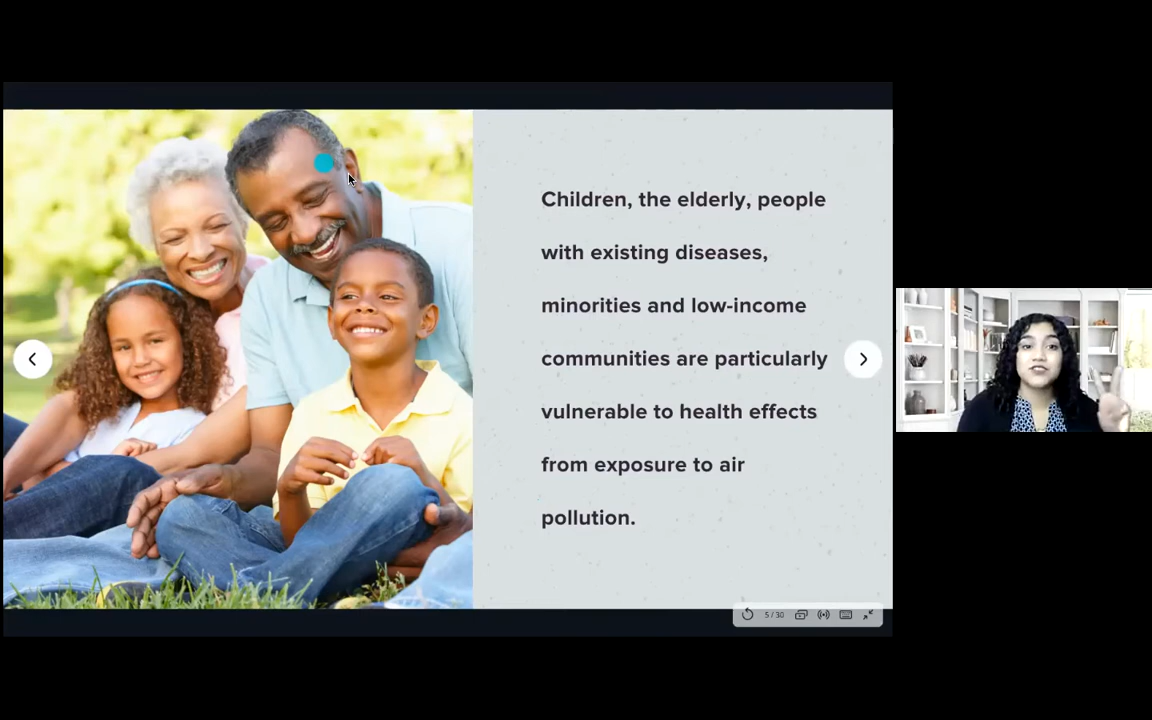 Children, the elderly, people
with existing diseases,
minorities and low-income
communities are particularly
vulnerable to health effects
from exposure to air
pollution.
5 / 30